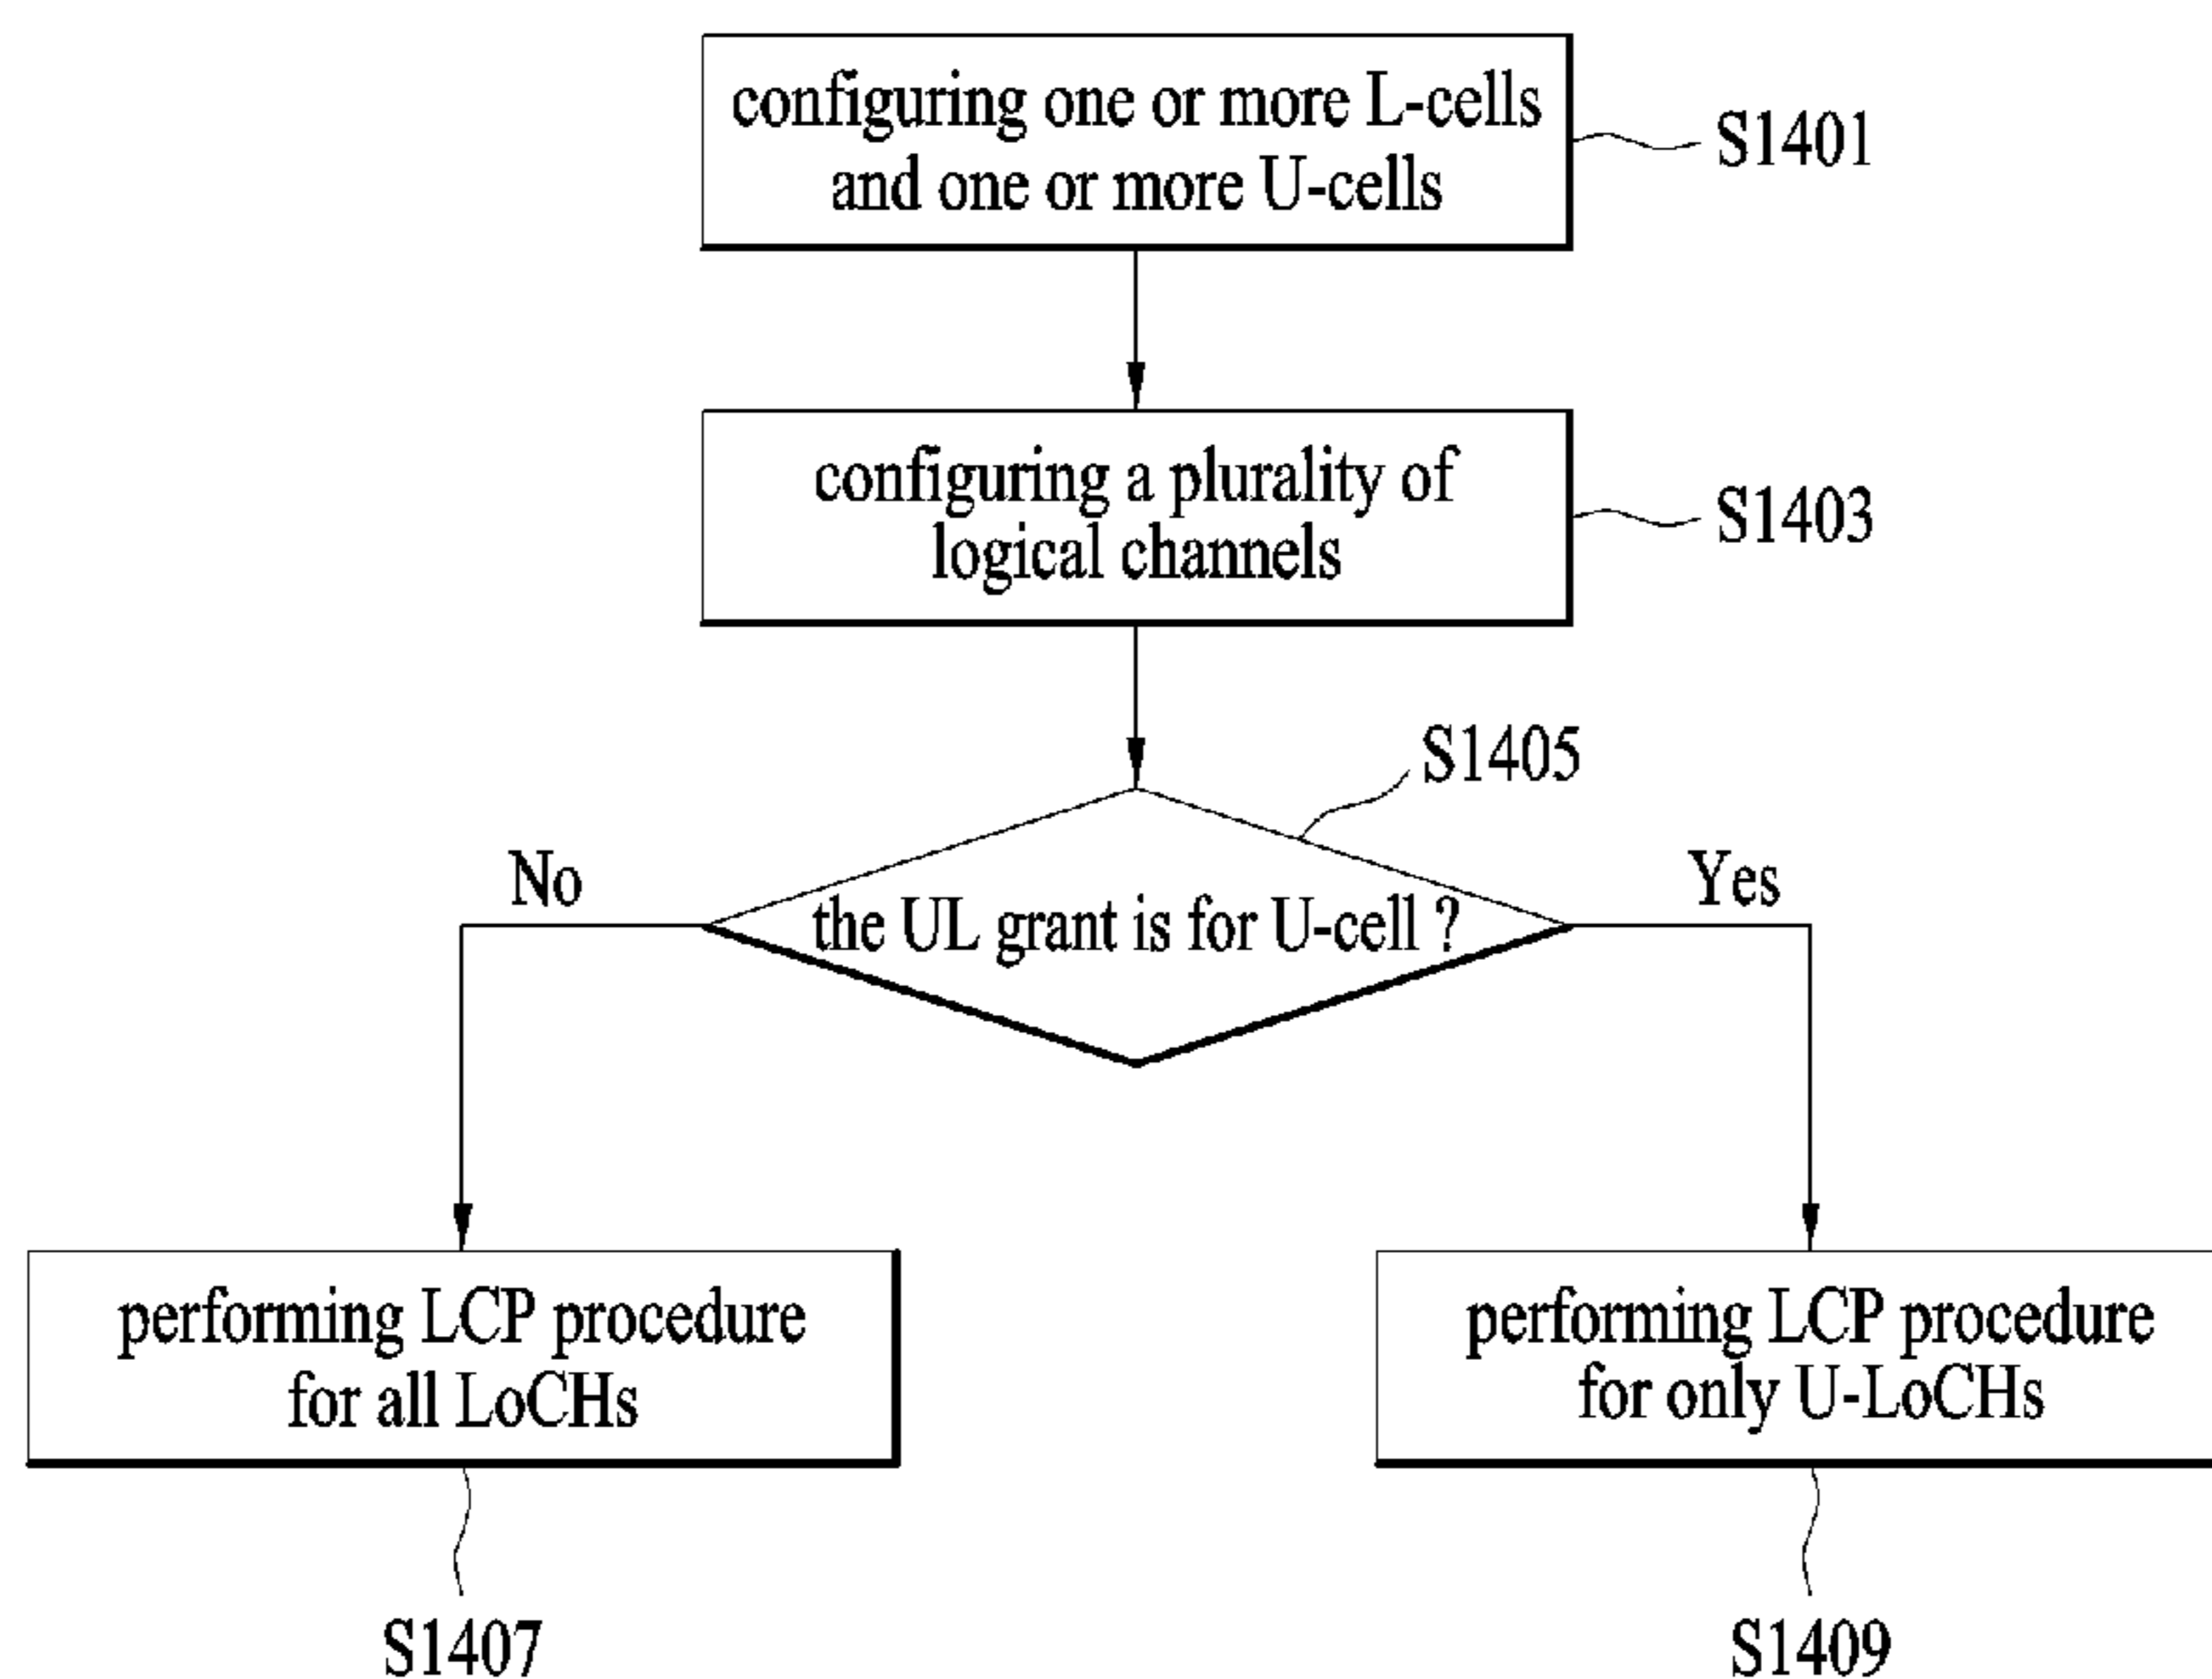 configuring one or more L-cells
and one or more U-cells
S1401
configuring a plurality of
logical channels
S1403
S1405
No
the UL grant is for U-cell ?
Yes
performing LCP procedure
for all LoCHs
performing LCP procedure
for only U-LoCHs
S1407
S1409